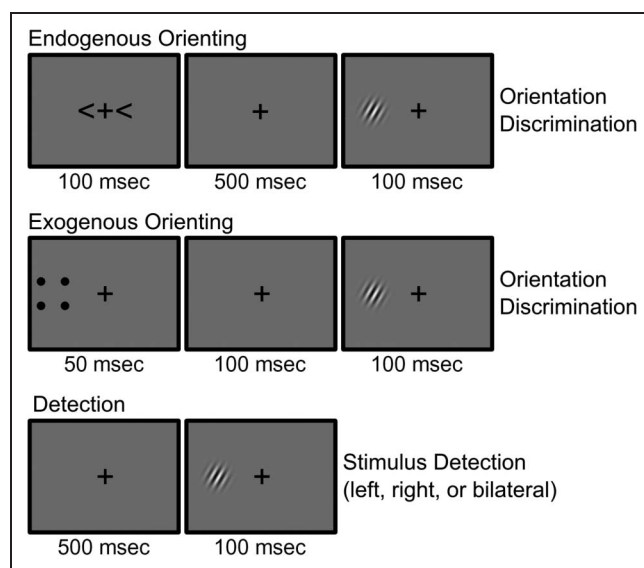 Endogenous Orienting
<+<
+
+
Orientation
Discrimination
100 msec
500 msec
100 msec
Exogenous Orienting
+
+
+
Orientation
Discrimination
50 msec
100 msec
100 msec
Detection
+
+
Stimulus Detection
(left, right, or bilateral)
500 msec
100 msec